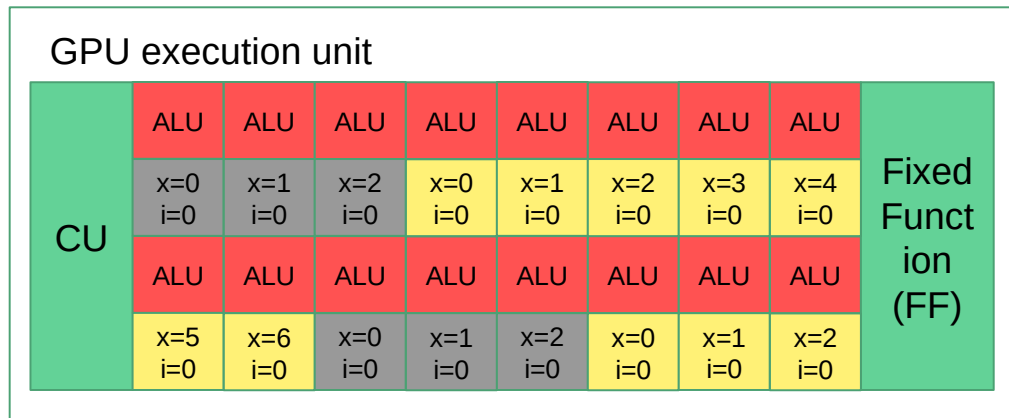 GPU execution unit
CU
ALU ALU ALU ALU ALU ALU ALU ALU
x=0 x=1 x=2 x=0 x=1 x=2 x=3 x=4
i=0 i=0 i=0 i=0 i=0 i=0 i=0 i=0
ALU ALU ALU ALU ALU ALU ALU ALU
x=5 x=6 x=0 x=1 x=2 x=0 x=1 x=2
i=0 i=0 i=0 i=0 i=0 i=0 i=0 i=0
Fixed
Funct
ion
(FF)